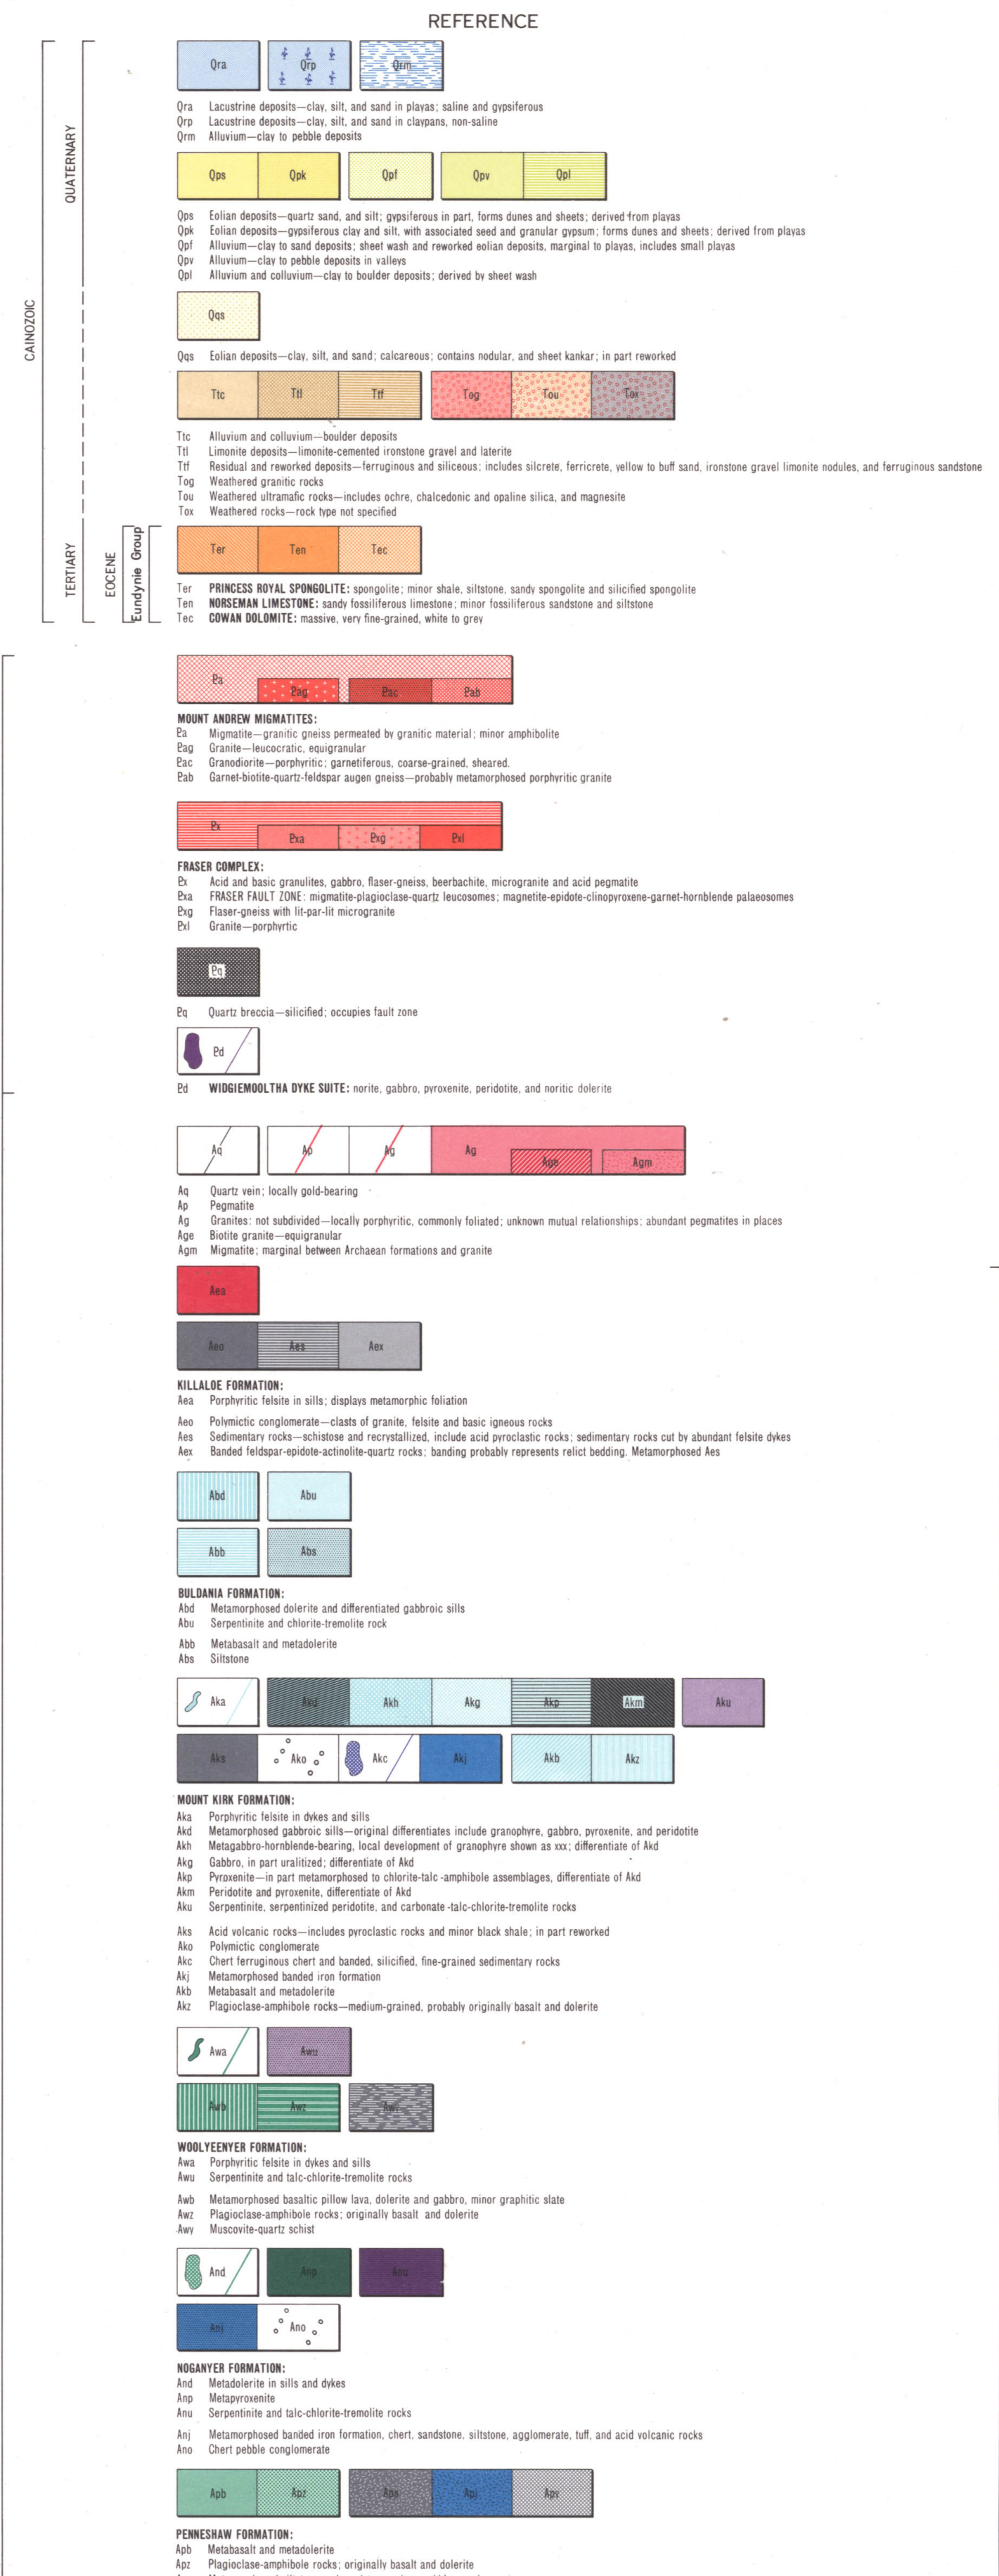 REFERENCE
CAINOZOIC
QUATERNARY
TERTIARY
EOCENE
Eundynie Group
Qra Qrp Qrm
Qra Lacustrine deposits—clay, silt, and sand in playas; saline and gypsiferous
Qrp Lacustrine deposits—clay, silt, and sand in claypans, non-saline
Qrm Alluvium—clay to pebble deposits
Qps Qpk Qpf Qpv Qpl
Qps Eolian deposits—quartz sand, and silt; gypsiferous in part, forms dunes and sheets; derived from playas
Qpk Eolian deposits—gypsiferous clay and silt, with associated seed and granular gypsum; forms dunes and sheets; derived from playas
Qpf Alluvium—clay to sand deposits; sheet wash and reworked eolian deposits, marginal to playas, includes small playas
Qpv Alluvium—clay to pebble deposits in valleys
Qpl Alluvium and colluvium—clay to boulder deposits; derived by sheet wash
Qqs
Qqs Eolian deposits—clay, silt, and sand; calcareous; contains nodular, and sheet kankar; in part reworked
Ttc Ttl Ttf Tog Tou Tox
Ttc Alluvium and colluvium—boulder deposits
Ttl Limonite deposits—limonite-cemented ironstone gravel and laterite
Ttf Residual and reworked deposits—ferruginous and siliceous; includes silcrete, ferricrete, yellow to buff sand, ironstone gravel limonite nodules, and ferruginous sandstone
Tog Weathered granitic rocks
Tou Weathered ultramafic rocks—includes ochre, chalcedonic and opaline silica, and magnesite
Tox Weathered rocks—rock type not specified
Ter Ten Tec
Ter PRINCESS ROYAL SPONGOLITE: spongolite; minor shale, siltstone, sandy spongolite and silicified spongolite
Ten NORSEMAN LIMESTONE: sandy fossiliferous limestone; minor fossiliferous sandstone and siltstone
Tec COWAN DOLOMITE: massive, very fine-grained, white to grey
Ꝑa Ꝑag Ꝑac Ꝑab
MOUNT ANDREW MIGMATITES:
Ꝑa Migmatite—granitic gneiss permeated by granitic material; minor amphibolite
Ꝑag Granite—leucocratic, equigranular
Ꝑac Granodiorite—porphyritic; garnetiferous, coarse-grained, sheared.
Ꝑab Garnet-biotite-quartz-feldspar augen gneiss—probably metamorphosed porphyritic granite
Ꝑx Ꝑxa Ꝑxg Ꝑxl
FRASER COMPLEX:
Ꝑx Acid and basic granulites, gabbro, flaser-gneiss, beerbachite, microgranite and acid pegmatite
Ꝑxa FRASER FAULT ZONE: migmatite-plagioclase-quartz leucosomes; magnetite-epidote-clinopyroxene-garnet-hornblende palaeosomes
Ꝑxg Flaser-gneiss with lit-par-lit microgranite
Ꝑxl Granite—porphyrtic
Ꝑq
Ꝑq Quartz breccia—silicified; occupies fault zone
Ꝑd
Ꝑd WIDGIEMOOLTHA DYKE SUITE: norite, gabbro, pyroxenite, peridotite, and noritic dolerite
Aq Ap Ag Ag Age Agm
Aq Quartz vein; locally gold-bearing
Ap Pegmatite
Ag Granites: not subdivided—locally porphyritic, commonly foliated; unknown mutual relationships; abundant pegmatites in places
Age Biotite granite—equigranular
Agm Migmatite; marginal between Archaean formations and granite
Aea
Aeo Aes Aex
KILLALOE FORMATION:
Aea Porphyritic felsite in sills; displays metamorphic foliation
Aeo Polymictic conglomerate—clasts of granite, felsite and basic igneous rocks
Aes Sedimentary rocks—schistose and recrystallized, include acid pyroclastic rocks; sedimentary rocks cut by abundant felsite dykes
Aex Banded feldspar-epidote-actinolite-quartz rocks; banding probably represents relict bedding. Metamorphosed Aes
Abd Abu
Abb Abs
BULDANIA FORMATION:
Abd Metamorphosed dolerite and differentiated gabbroic sills
Abu Serpentinite and chlorite-tremolite rock
Abb Metabasalt and metadolerite
Abs Siltstone
Aka Akd Akh Akg Akp Akm Aku
Aks Ako Akc Akj Akb Akz
MOUNT KIRK FORMATION:
Aka Porphyritic felsite in dykes and sills
Akd Metamorphosed gabbroic sills—original differentiates include granophyre, gabbro, pyroxenite, and peridotite
Akh Metagabbro-hornblende-bearing, local development of granophyre shown as xxx; differentiate of Akd
Akg Gabbro, in part uralitized; differentiate of Akd
Akp Pyroxenite—in part metamorphosed to chlorite-talc-amphibole assemblages, differentiate of Akd
Akm Peridotite and pyroxenite, differentiate of Akd
Aku Serpentinite, serpentinized peridotite, and carbonate-talc-chlorite-tremolite rocks
Aks Acid volcanic rocks—includes pyroclastic rocks and minor black shale; in part reworked
Ako Polymictic conglomerate
Akc Chert ferruginous chert and banded, silicified, fine-grained sedimentary rocks
Akj Metamorphosed banded iron formation
Akb Metabasalt and metadolerite
Akz Plagioclase-amphibole rocks—medium-grained, probably originally basalt and dolerite
Awa Awu
Awb Awz
WOOLYEENYER FORMATION:
Awa Porphyritic felsite in dykes and sills
Awu Serpentinite and talc-chlorite-tremolite rocks
Awb Metamorphosed basaltic pillow lava, dolerite and gabbro, minor graphitic slate
Awz Plagioclase-amphibole rocks; originally basalt and dolerite
Awv Muscovite-quartz schist
And Anp Anu
Anj Ano
NOGANYER FORMATION:
And Metadolerite in sills and dykes
Anp Metapyroxenite
Anu Serpentinite and talc-chlorite-tremolite rocks
Anj Metamorphosed banded iron formation, chert, sandstone, siltstone, agglomerate, tuff, and acid volcanic rocks
Ano Chert pebble conglomerate
Apb Apz Aps Apj Apv
PENNESHAW FORMATION:
Apb Metabasalt and metadolerite
Apz Plagioclase-amphibole rocks; originally basalt and dolerite